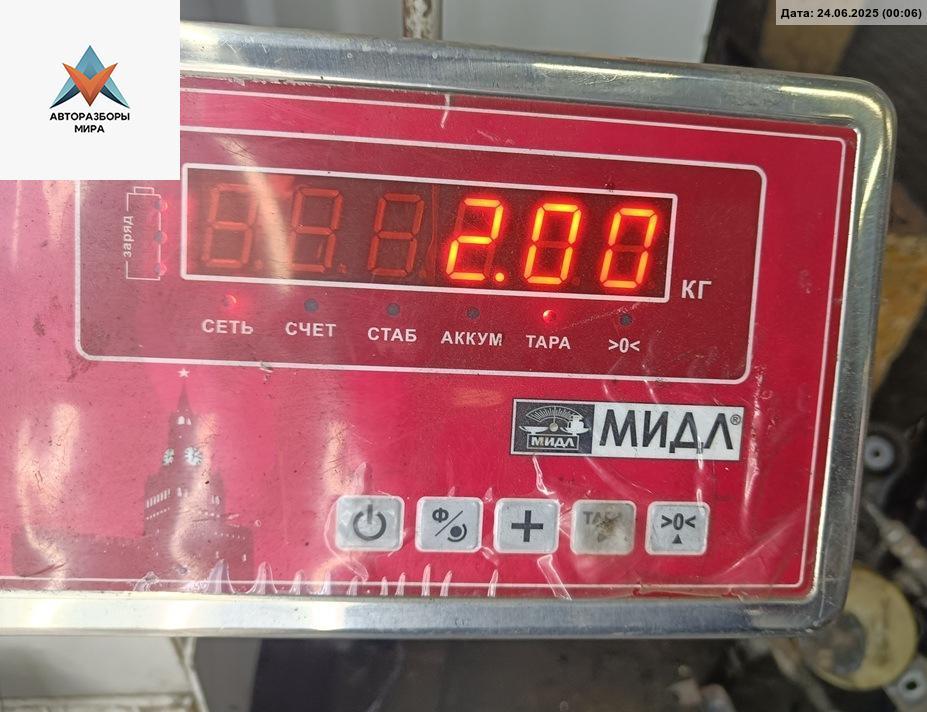 Дата: 24.06.2025 (00:06)
АВТОРАЗБОРЫ
МИРА
заряд
2.00
КГ
СЕТЬ СЧЕТ СТАБ АККУМ ТАРА >0<
МИДЛ МИДЛ®
Ф + ТАРА >0<